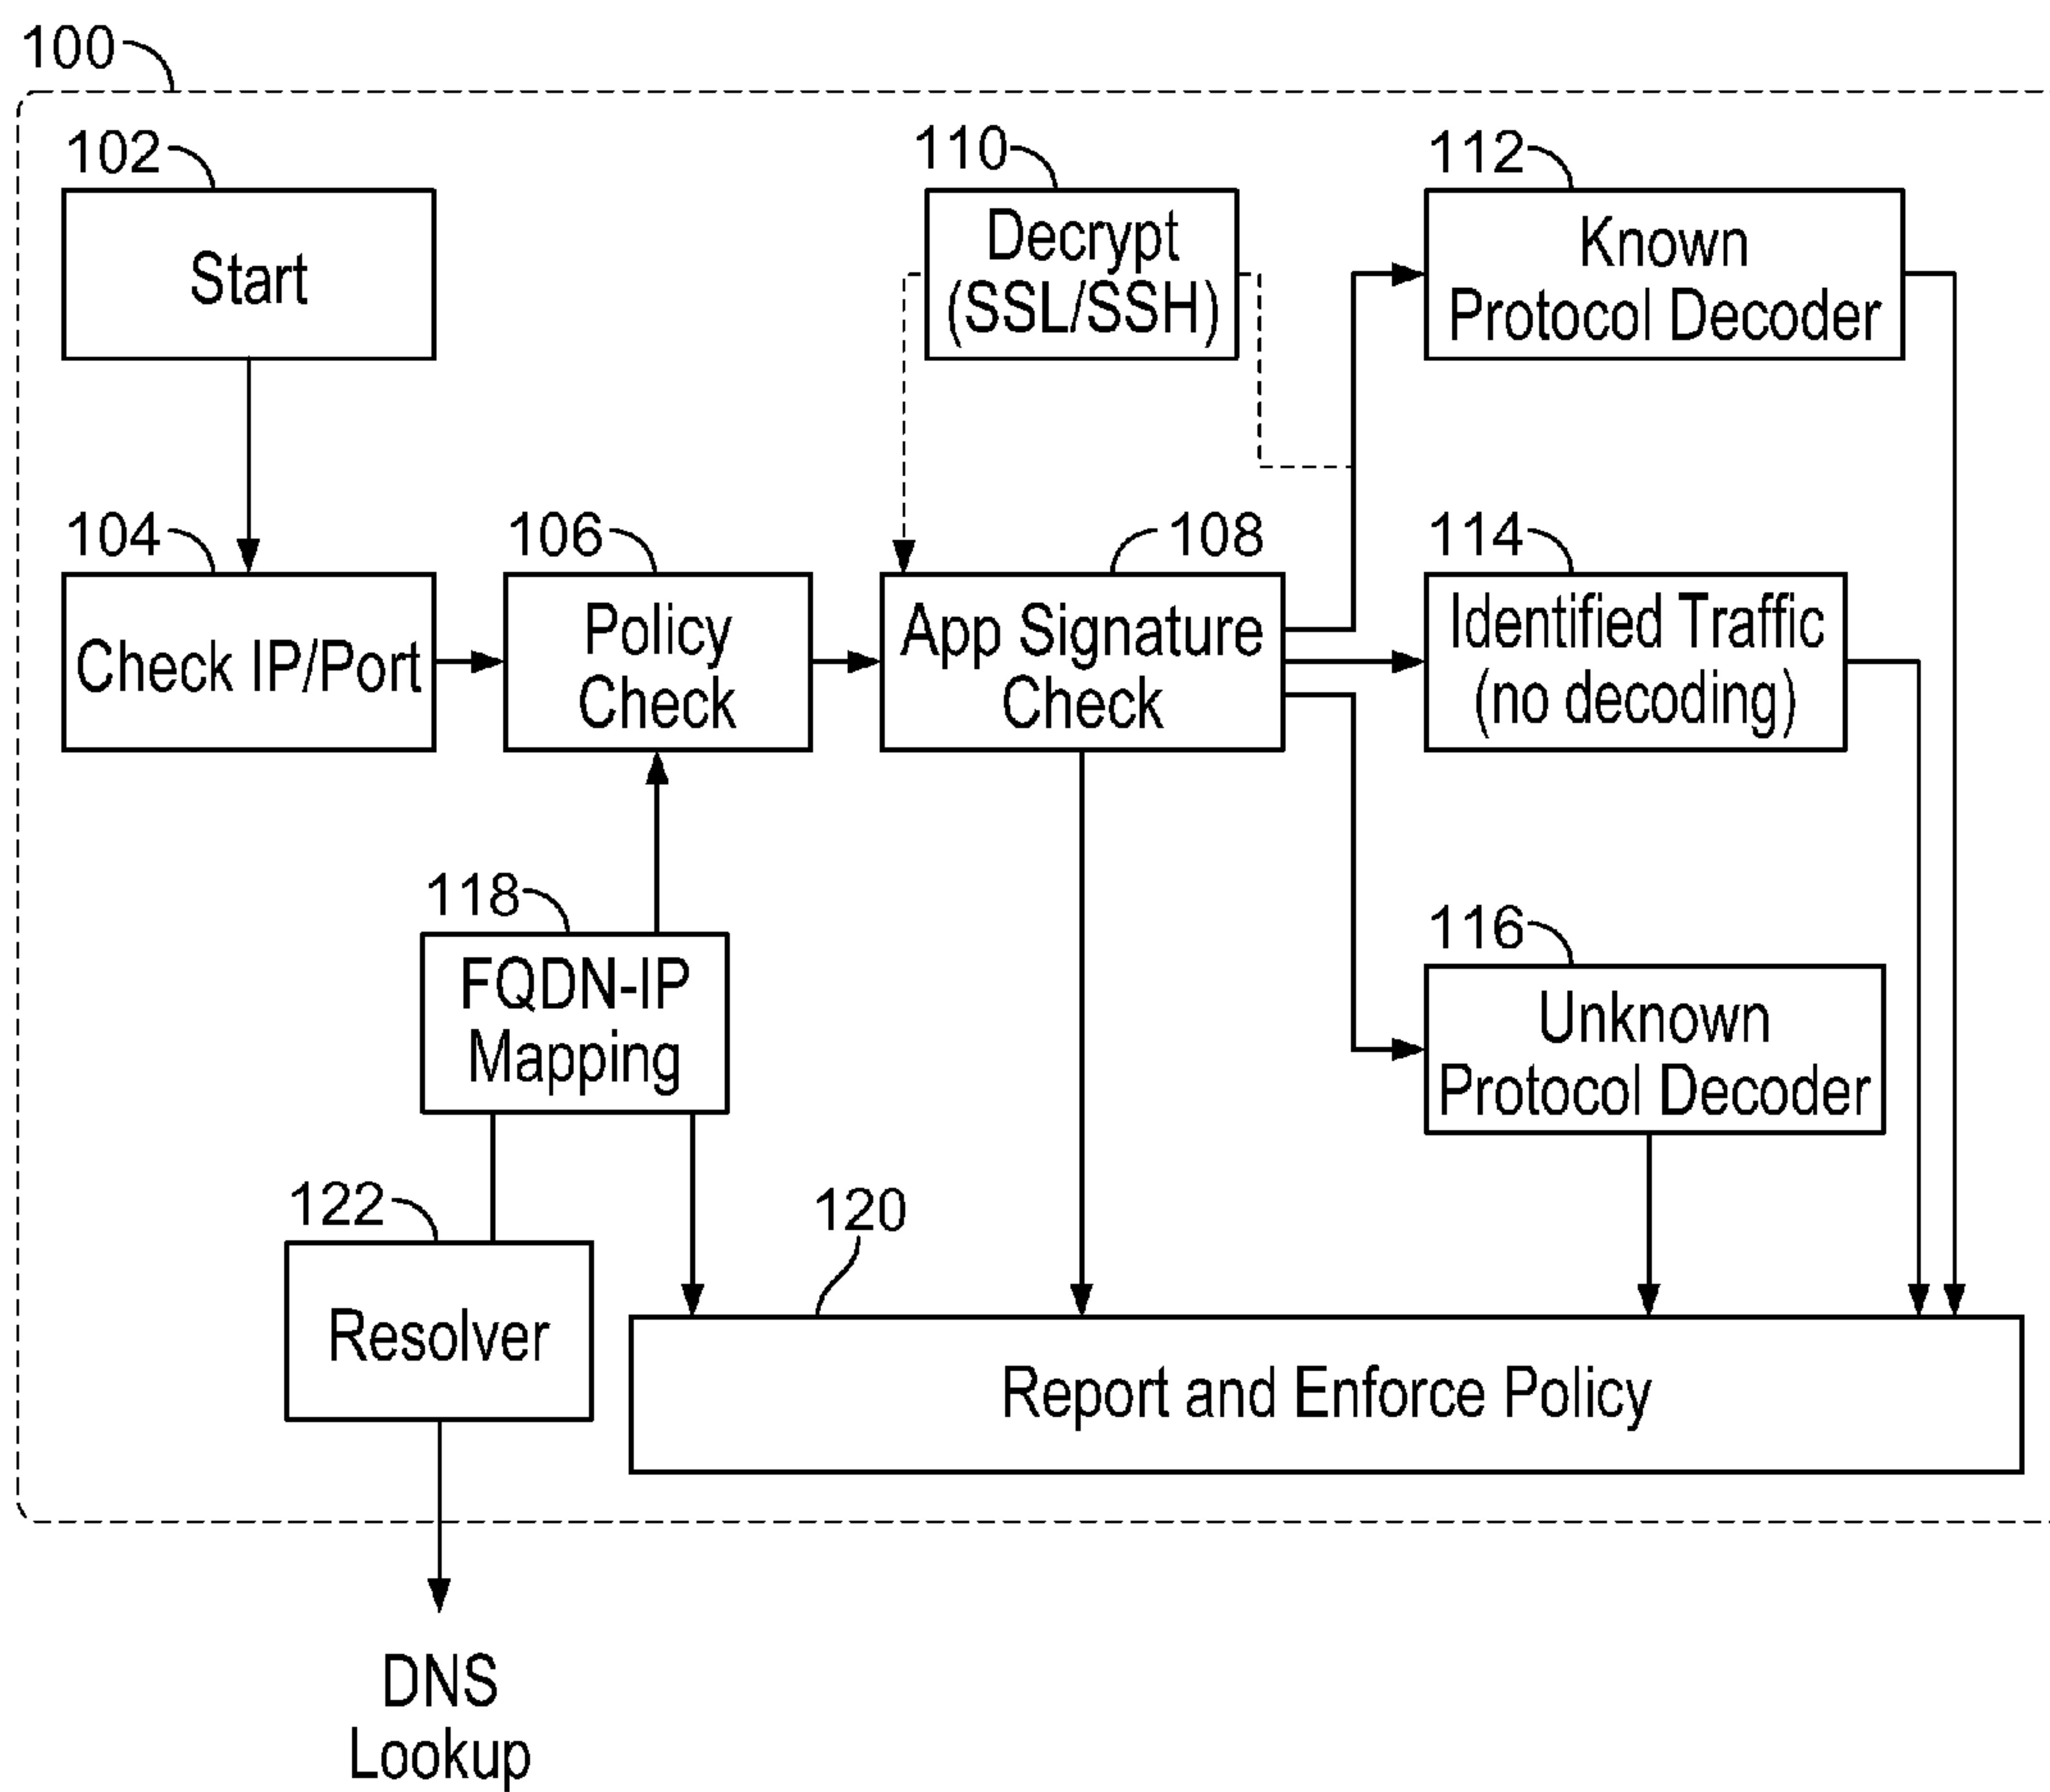 100
102
110
112
Start
Decrypt
(SSL/SSH)
Known
Protocol Decoder
104
106
108
114
Check IP/Port
Policy
Check
App Signature
Check
Identified Traffic
(no decoding)
118
116
FQDN-IP
Mapping
Unknown
Protocol Decoder
122
120
Resolver
Report and Enforce Policy
DNS
Lookup